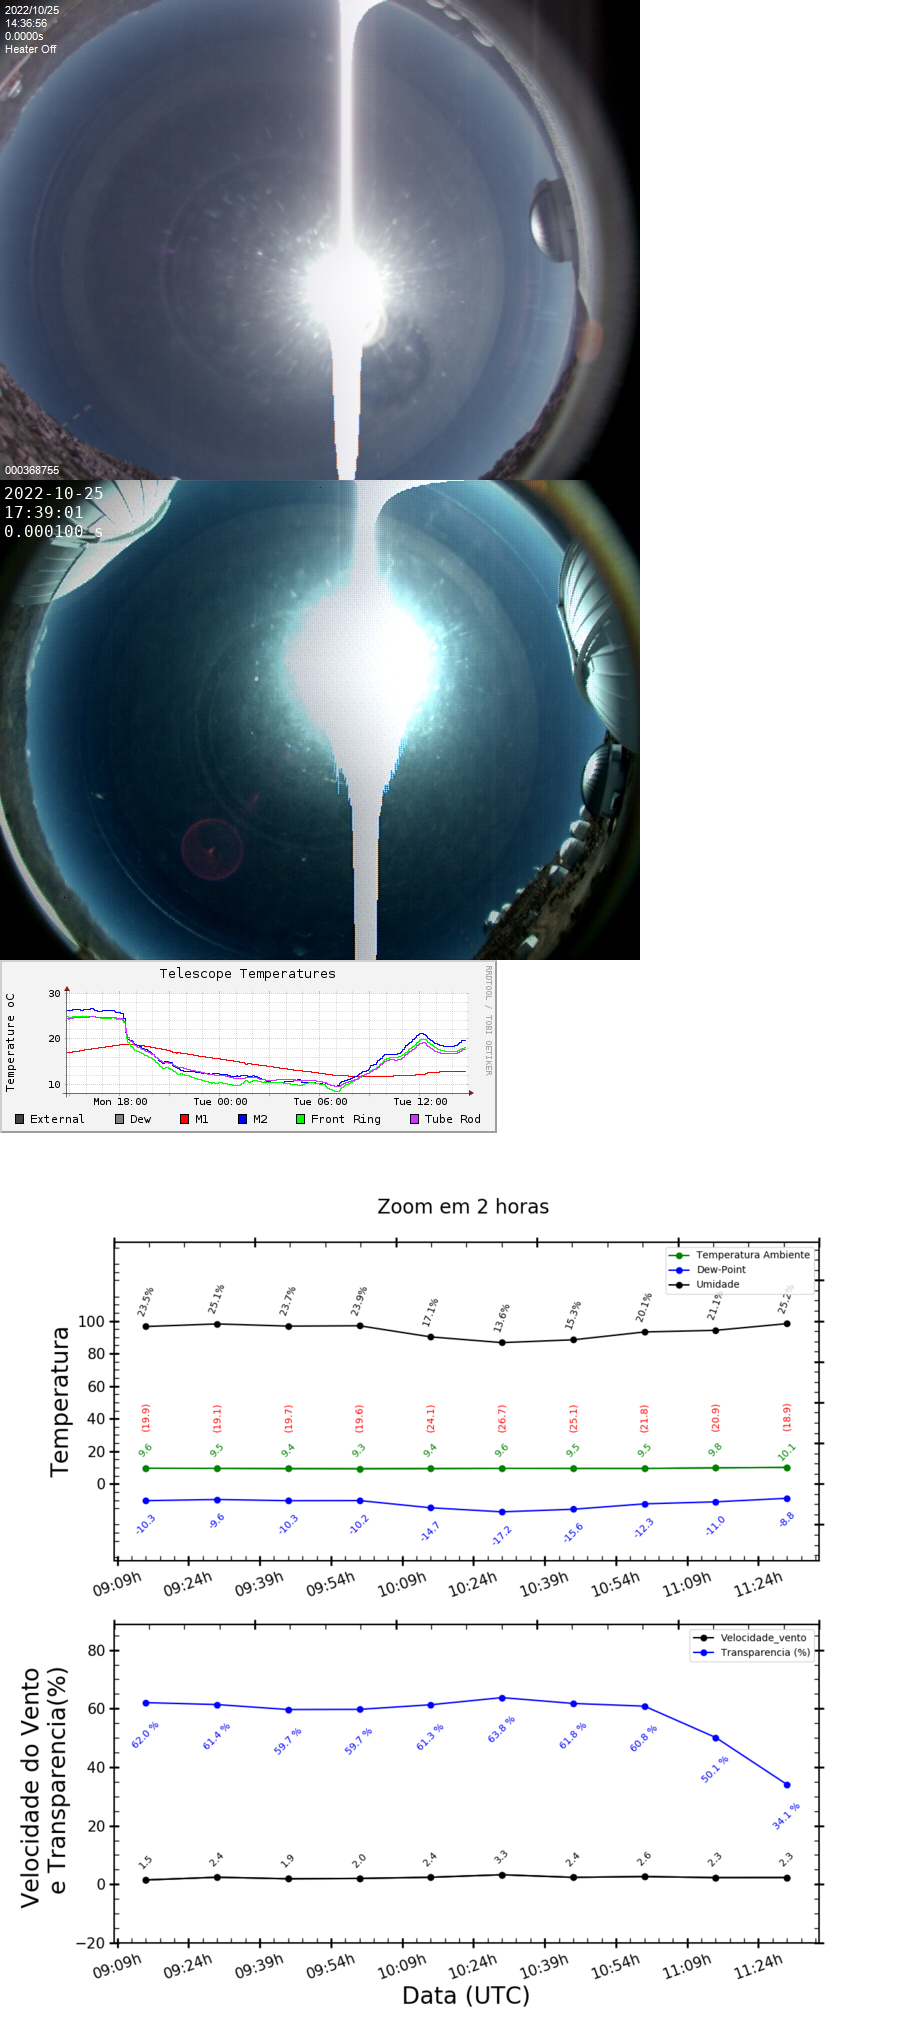 2022/10/25
14:36:56
0.0000s
Heater Off
000368755
2022-10-25
17:39:01
0.000100 s
Telescope Temperatures
Temperature oC
30
20
10
Mon 18:00 Tue 00:00 Tue 06:00 Tue 12:00
External Dew M1 M2 Front Ring Tube Rod
RRDTOOL / TOBI OETIKER
Zoom em 2 horas
Temperatura
Temperatura Ambiente
Dew-Point
Umidade
100
80
60
40
20
0
23.5% 25.1% 23.7% 23.9% 17.1% 13.6% 15.3% 20.1% 21.1% 25.2%
(19.9) (19.1) (19.7) (19.6) (24.1) (26.7) (25.1) (21.8) (20.9) (18.9)
9.6 9.5 9.4 9.3 9.4 9.6 9.5 9.5 9.8 10.1
-10.3 -9.6 -10.3 -10.2 -14.7 -17.2 -15.6 -12.3 -11.0 -8.8
09:09h 09:24h 09:39h 09:54h 10:09h 10:24h 10:39h 10:54h 11:09h 11:24h
Velocidade do Vento
e Transparencia(%)
Velocidade_vento
Transparencia (%)
80
60
40
20
0
−20
62.0 % 61.4 % 59.7 % 59.7 % 61.3 % 63.8 % 61.8 % 60.8 % 50.1 % 34.1 %
1.5 2.4 1.9 2.0 2.4 3.3 2.4 2.6 2.3 2.3
09:09h 09:24h 09:39h 09:54h 10:09h 10:24h 10:39h 10:54h 11:09h 11:24h
Data (UTC)